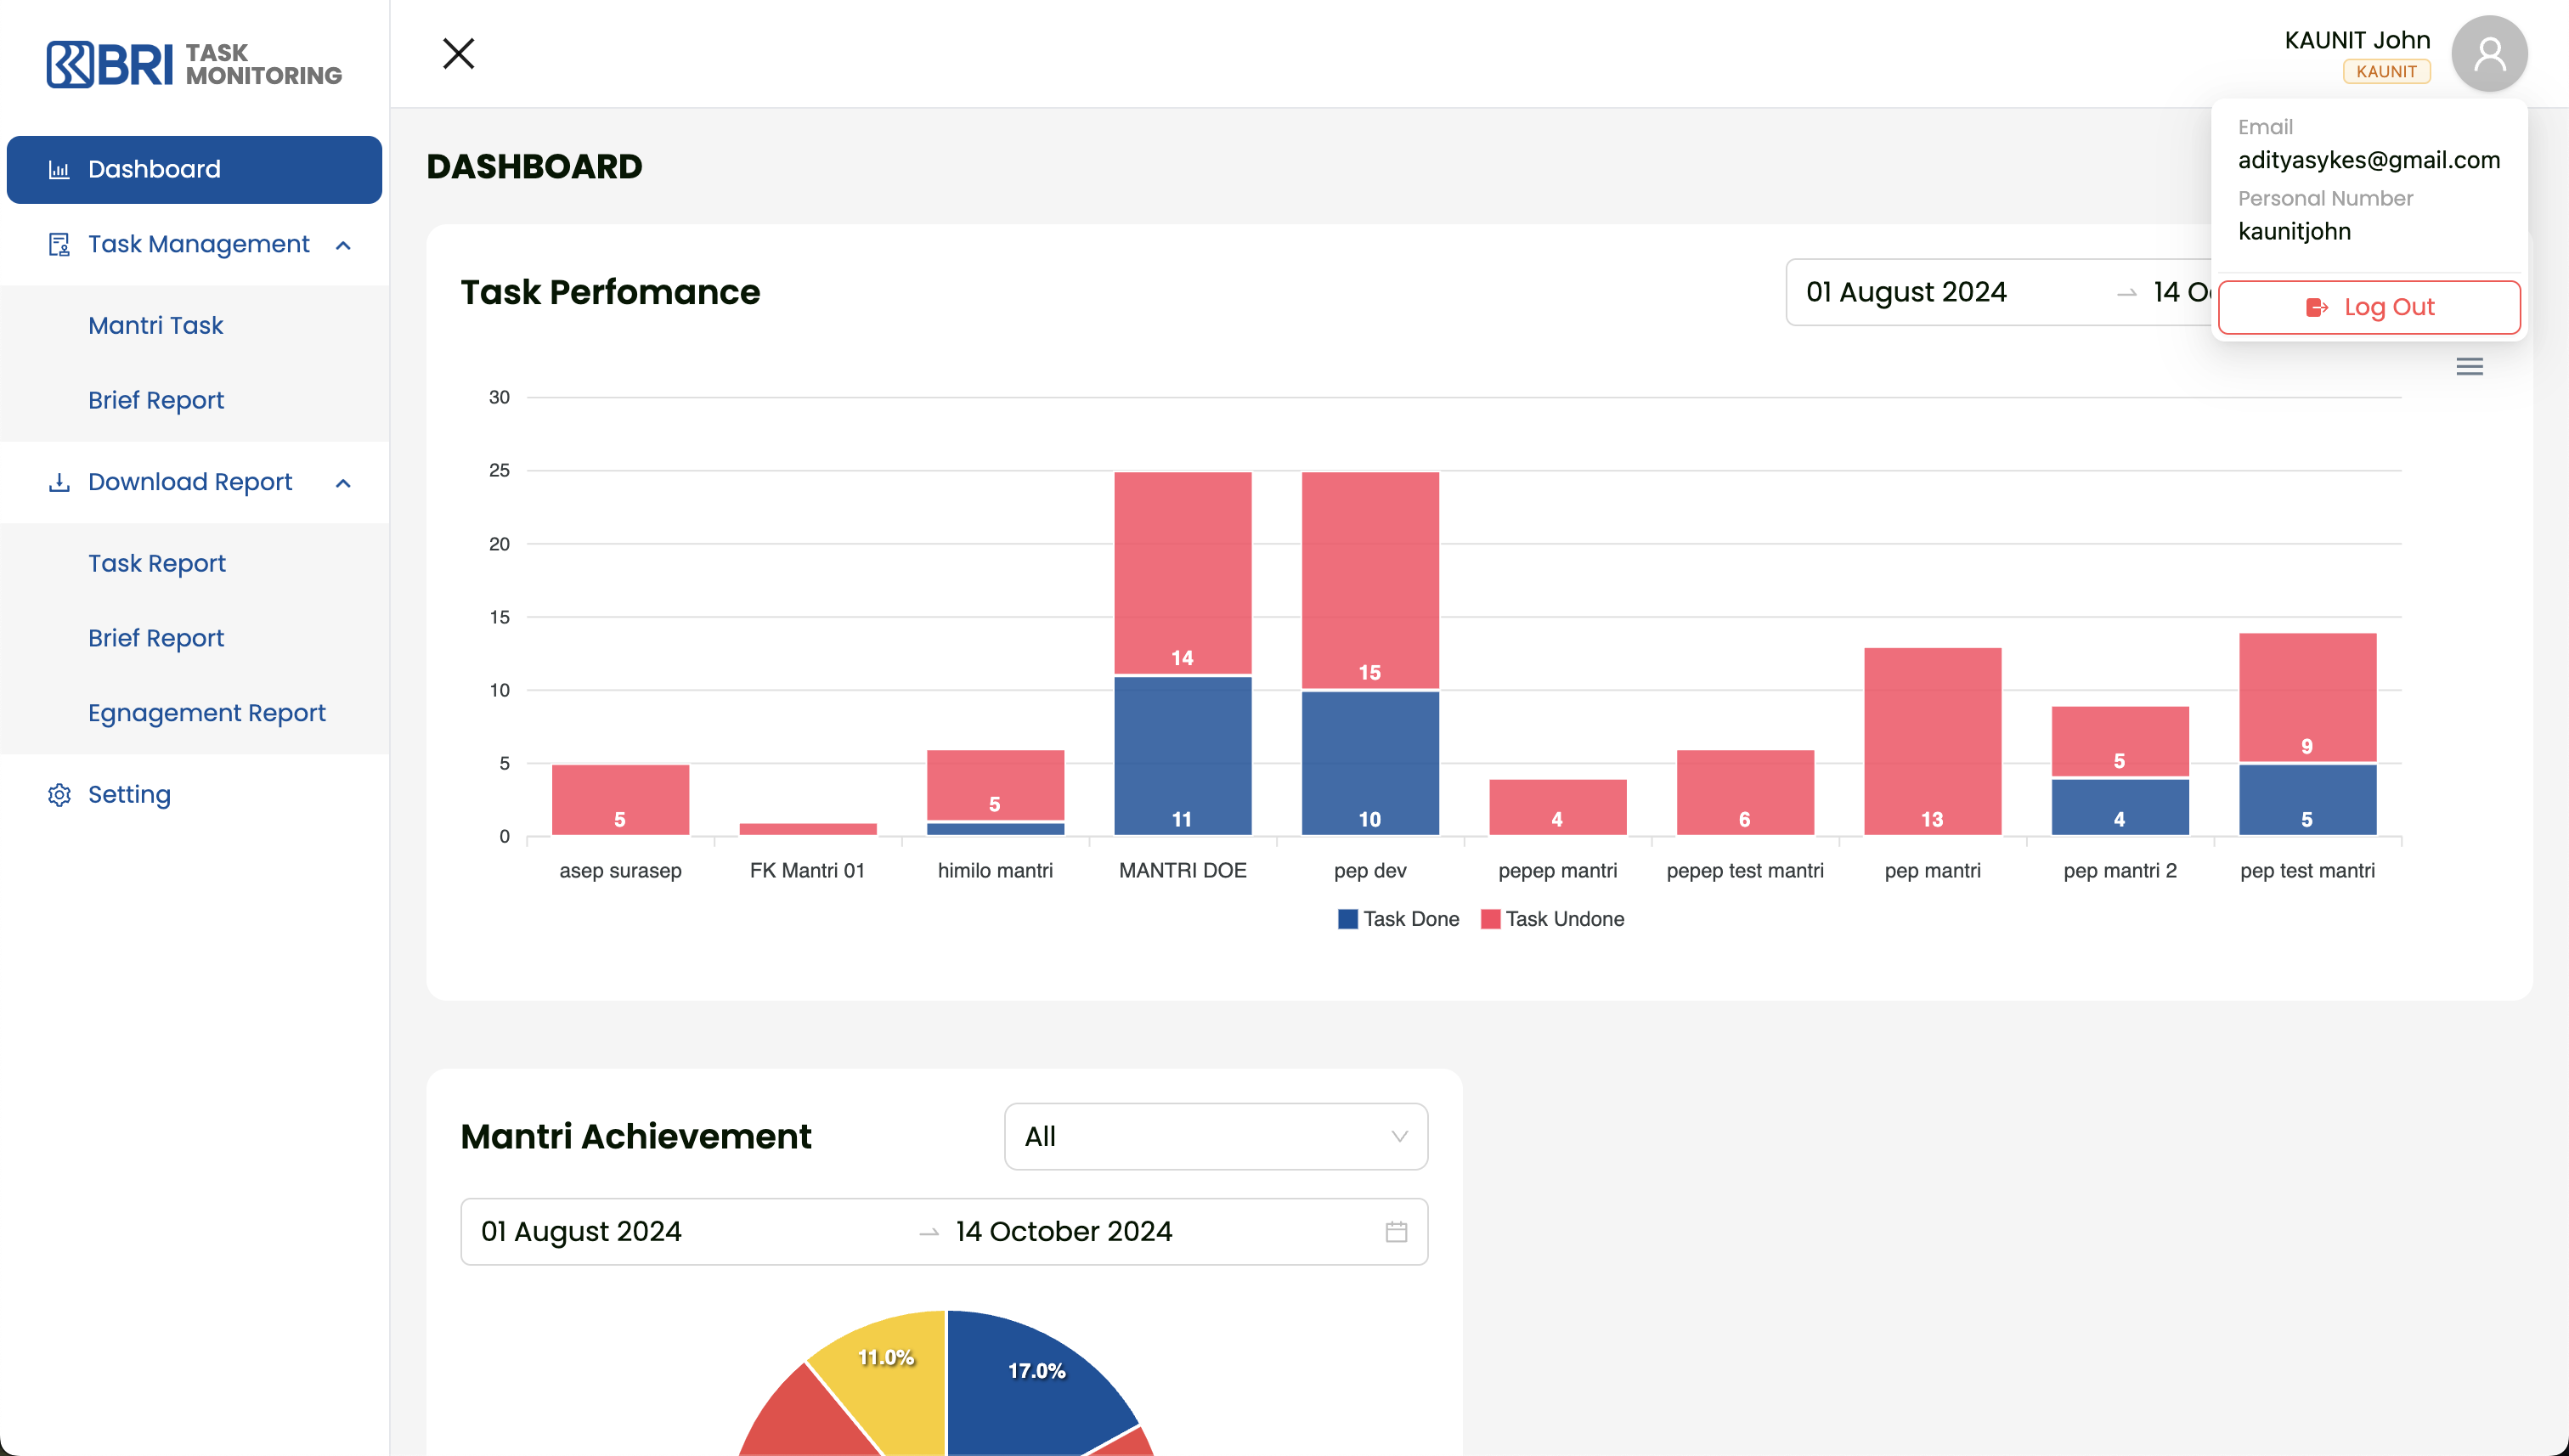 BRI TASK
MONITORING
KAUNIT John
KAUNIT
Email
adityasykes@gmail.com
Personal Number
kaunitjohn
Log Out
Dashboard
Task Management
Mantri Task
Brief Report
Download Report
Task Report
Brief Report
Egnagement Report
Setting
DASHBOARD
Task Perfomance
01 August 2024
14 O
30
25
20
15
10
5
0
14
15
5
9
5
5
11
10
4
6
13
4
5
asep surasep
FK Mantri 01
himilo mantri
MANTRI DOE
pep dev
pepep mantri
pepep test mantri
pep mantri
pep mantri 2
pep test mantri
Task Done
Task Undone
Mantri Achievement
All
01 August 2024
14 October 2024
11.0%
17.0%